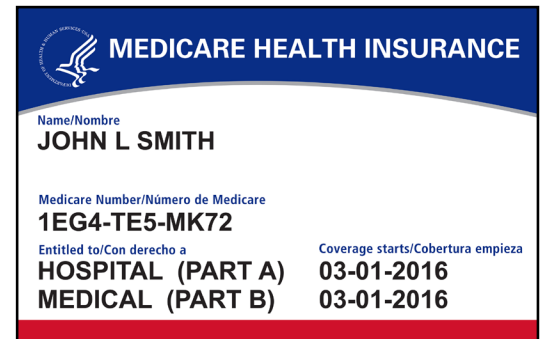 MEDICARE HEALTH INSURANCE
Name/Nombre
JOHN L SMITH
Medicare Number/Número de Medicare
1EG4-TE5-MK72
Entitled to/Con derecho a Coverage starts/Cobertura empieza
HOSPITAL (PART A) 03-01-2016
MEDICAL (PART B) 03-01-2016